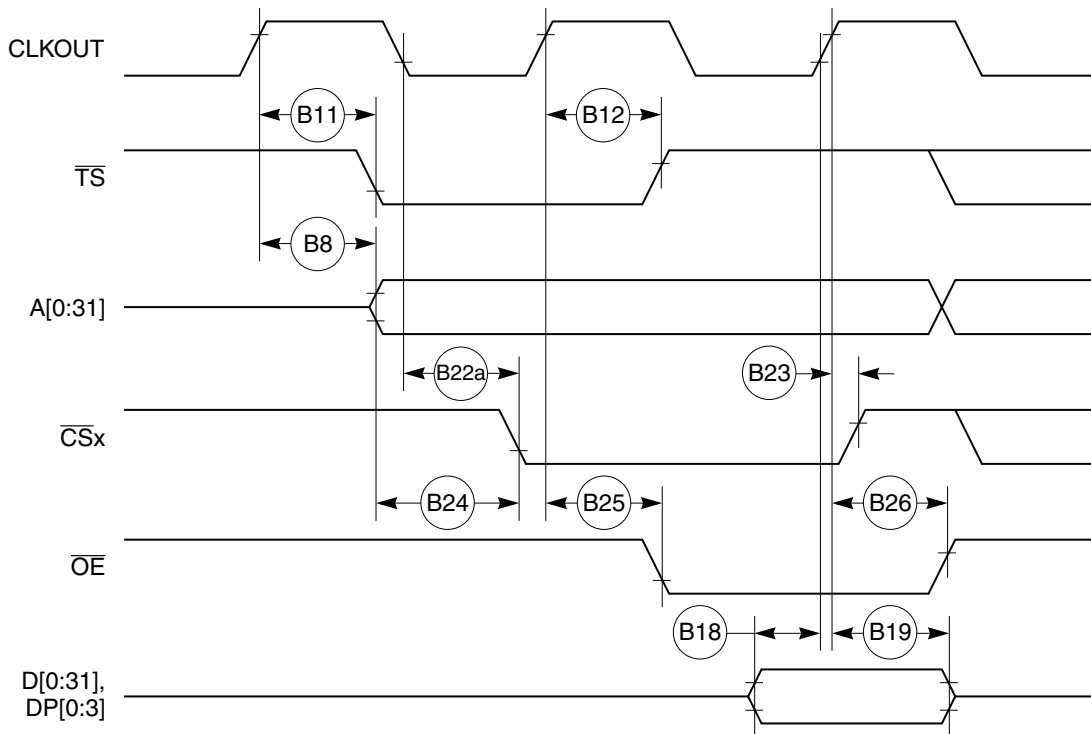 CLKOUT
B11
B12
TS
B8
A[0:31]
B22a
B23
CSx
B24
B25
B26
OE
B18
B19
D[0:31],
DP[0:3]